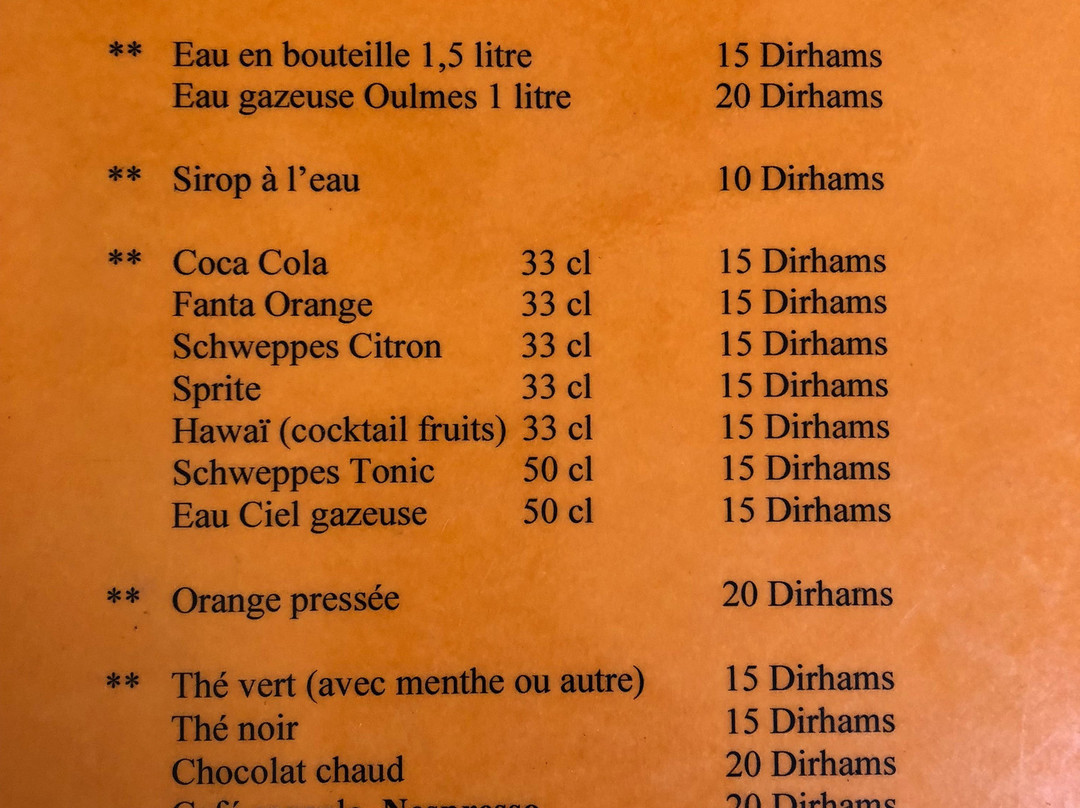 ** Eau en bouteille 1,5 litre 15 Dirhams
Eau gazeuse Oulmes 1 litre 20 Dirhams
** Sirop à l’eau 10 Dirhams
** Coca Cola 33 cl 15 Dirhams
Fanta Orange 33 cl 15 Dirhams
Schweppes Citron 33 cl 15 Dirhams
Sprite 33 cl 15 Dirhams
Hawaï (cocktail fruits) 33 cl 15 Dirhams
Schweppes Tonic 50 cl 15 Dirhams
Eau Ciel gazeuse 50 cl 15 Dirhams
** Orange pressée 20 Dirhams
** Thé vert (avec menthe ou autre) 15 Dirhams
Thé noir 15 Dirhams
Chocolat chaud 20 Dirhams
Nespresso 20 Dirhams